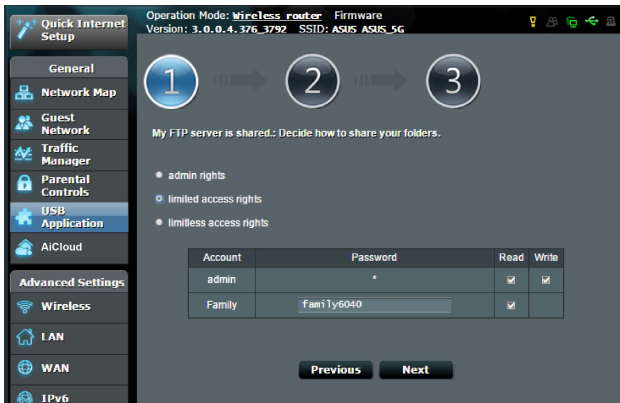 Quick Internet
Setup
General
Network Map
Guest
Network
Traffic
Manager
Parental
Controls
USB
Application
AiCloud
Advanced Settings
Wireless
LAN
WAN
IPv6
Operation Mode: Wireless router Firmware
Version: 3.0.0.4.376_3792 SSID: ASUS ASUS_5G
1 2 3
My FTP server is shared.: Decide how to share your folders.
admin rights
limited access rights
limitless access rights
Account Password Read Write
admin *
Family family6040
Previous Next